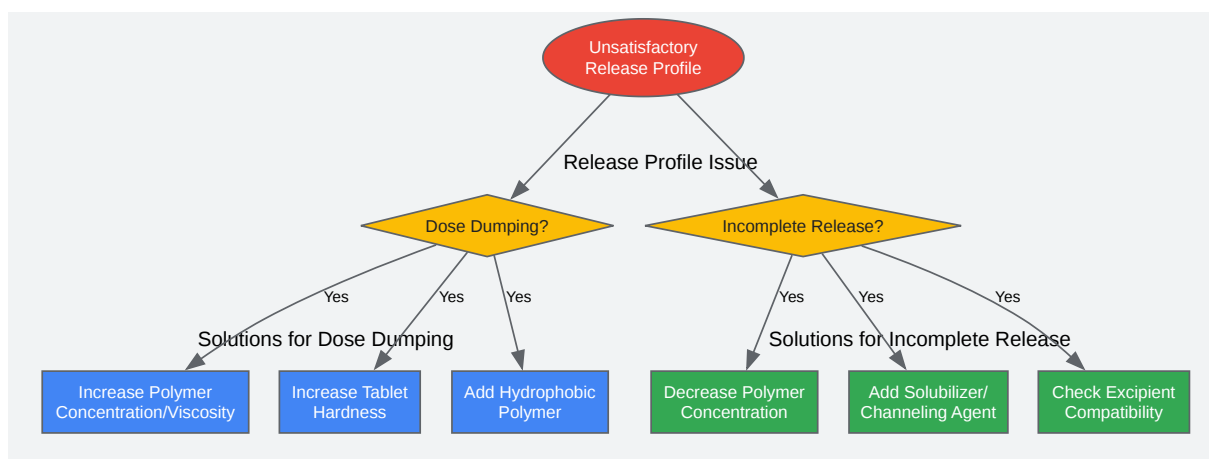 Unsatisfactory
Release Profile
Release Profile Issue
Dose Dumping?
Incomplete Release?
Yes
Yes
Yes
Yes
Yes
Yes
Solutions for Dose Dumping
Solutions for Incomplete Release
Increase Polymer
Concentration/Viscosity
Increase Tablet
Hardness
Add Hydrophobic
Polymer
Decrease Polymer
Concentration
Add Solubilizer/
Channeling Agent
Check Excipient
Compatibility